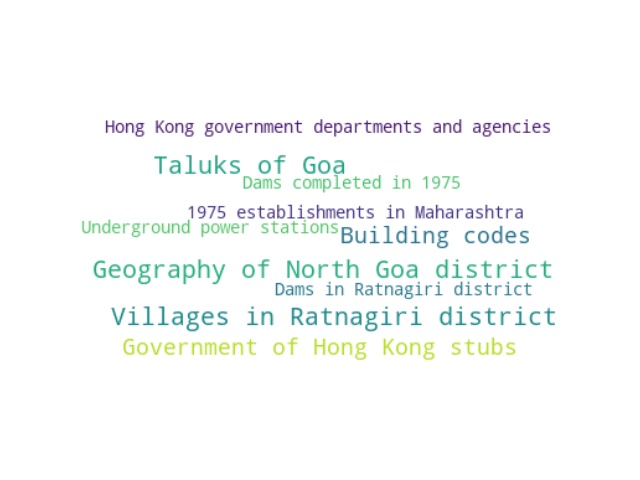 Hong Kong government departments and agencies
Taluks of Goa
Dams completed in 1975
1975 establishments in Maharashtra
Underground power stations
Building codes
Geography of North Goa district
Dams in Ratnagiri district
Villages in Ratnagiri district
Government of Hong Kong stubs